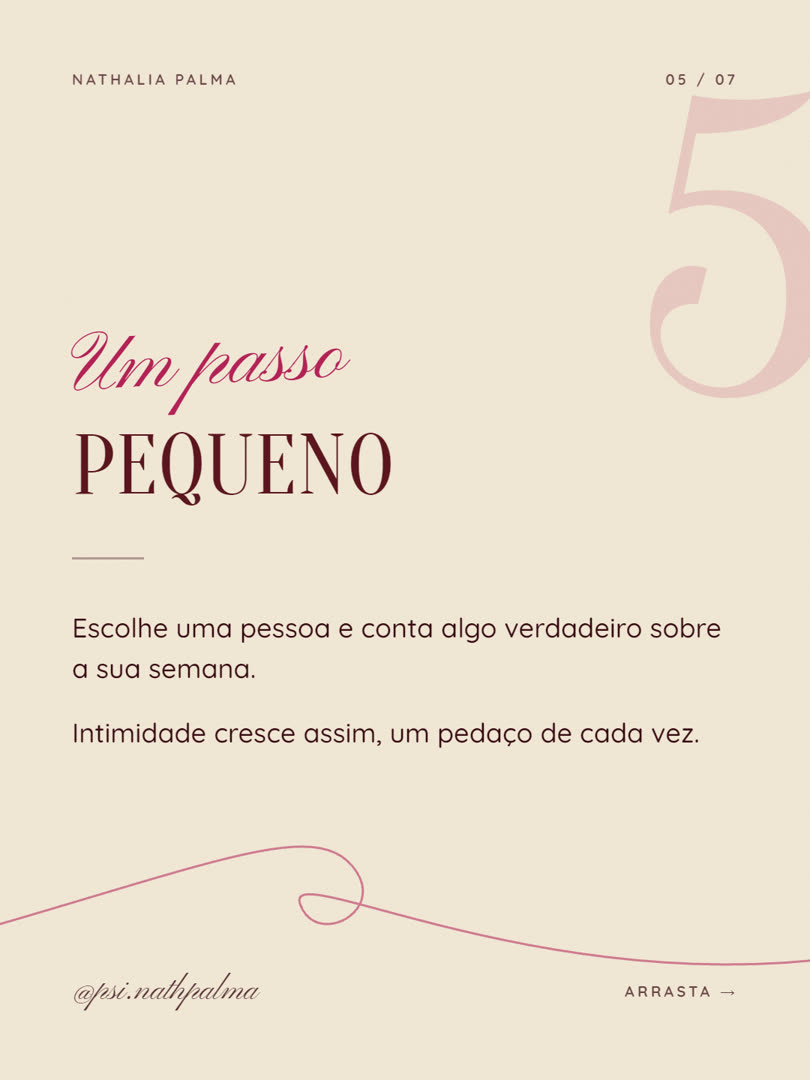 NATHALIA PALMA
05 / 07
5
Um passo
PEQUENO
Escolhe uma pessoa e conta algo verdadeiro sobre
a sua semana.
Intimidade cresce assim, um pedaço de cada vez.
@psi.nathpalma
ARRASTA →